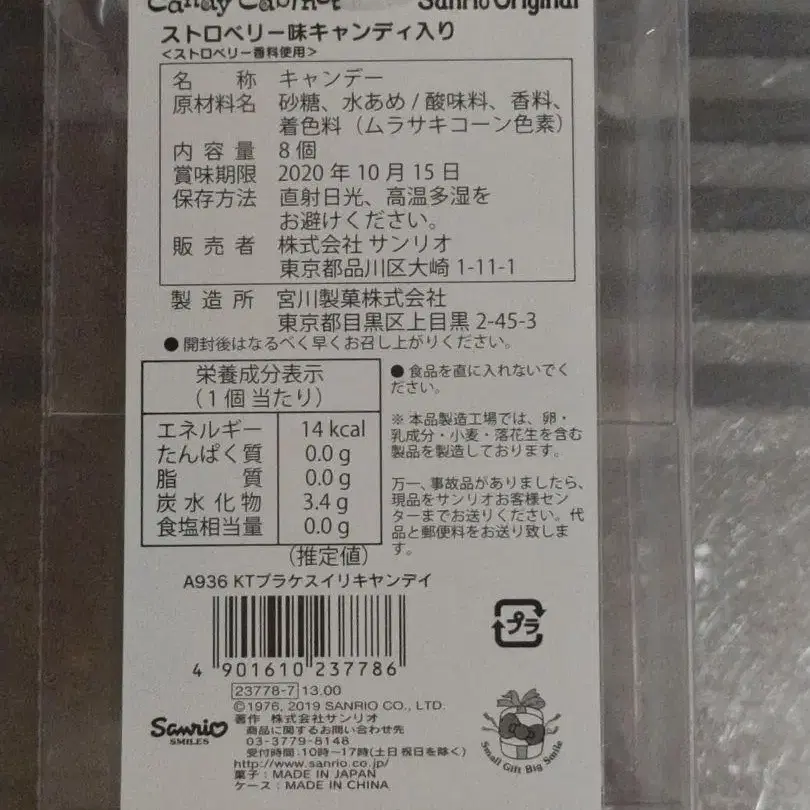 Candy Cabinet Sanrio Original
ストロベリー味キャンディ入り
<ストロベリー香料使用>
名称 キャンデー
原材料名 砂糖、水あめ/酸味料、香料、
着色料(ムラサキコーン色素)
内容量 8個
賞味期限 2020年10月15日
保存方法 直射日光、高温多湿を
お避けください。
販売者 株式会社 サンリオ
東京都品川区大崎 1-11-1
製造所 宮川製菓株式会社
東京都目黒区上目黒 2-45-3
●開封後はなるべく早くお召し上がりください。
栄養成分表示
(1個当たり)
エネルギー 14 kcal
たんぱく質 0.0 g
脂質 0.0 g
炭水化物 3.4 g
食塩相当量 0.0 g
(推定値)
●食品を直に入れないでく
ださい。
※本品製造工場では、卵・
乳成分・小麦・落花生を含む
製品を製造しております。
万一、事故品がありましたら、
現品をサンリオお客様セン
ターまでお送りください。代
品と郵便料をお送り致しま
す。
A936 KTプラケスイリキヤンデイ
4 901610 237786
プラ
23778-7 13.00
©1976, 2019 SANRIO CO., LTD.
著作 株式会社サンリオ
商品に関するお問い合わせ先
03-3779-8148
受付時間:10時〜17時(土日祝日を除く)
http://www.sanrio.co.jp/
菓子:MADE IN JAPAN
ケース:MADE IN CHINA
Sanrio
SMILES
Small Gift Big Smile